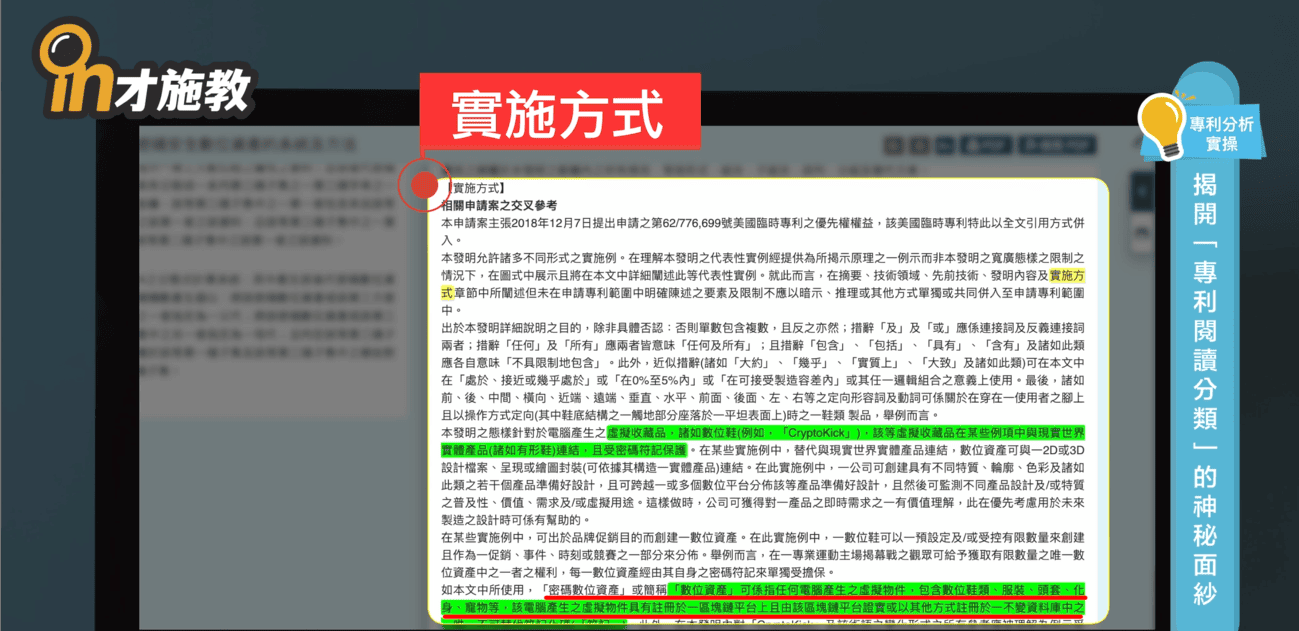 in才施教
實施方式
專利分析
實操
揭開「專利閱讀分類」的神秘面紗
【實施方式】
相關申請案之交叉參考
本申請案主張2018年12月7日提出申請之第62/776,699號美國臨時專利之優先權權益，該美國臨時專利特此以全文引用方式併
入。
本發明允許諸多不同形式之實施例。在理解本發明之代表性實例經提供為所揭示原理之一例示而非本發明之寬廣態樣之限制之
情況下，在圖式中展示且將在本文中詳細闡述此等代表性實例。就此而言，在摘要、技術領域、先前技術、發明內容及實施方
式章節中所闡述但未在申請專利範圍中明確陳述之要素及限制不應以暗示、推理或其他方式單獨或共同併入至申請專利範圍
中。
出於本發明詳細說明之目的，除非具體否認：否則單數包含複數，且反之亦然；措辭「及」及「或」應係連接詞及反義連接詞
兩者；措辭「任何」及「所有」應兩者皆意味「任何及所有」；且措辭「包含」、「包括」、「具有」、「含有」及諸如此類
應各自意味「不具限制地包含」。此外，近似措辭(諸如「大約」、「幾乎」、「實質上」、「大致」及諸如此類)可在本文中
在「處於、接近或幾乎處於」或「在0%至5%內」或「在可接受製造容差內」或其任一邏輯組合之意義上使用。最後，諸如
前、後、中間、橫向、近端、遠端、垂直、水平、前面、後面、左、右等之定向形容詞及動詞可係關於在穿在一使用者之腳上
且以操作方式定向(其中鞋底結構之一觸地部分座落於一平坦表面上)時之一鞋類 製品，舉例而言。
本發明之態樣針對於電腦產生之虛擬收藏品，諸如數位鞋(例如，「CryptoKick」)，該等虛擬收藏品在某些例項中與現實世界
實體產品(諸如有形鞋)連結，且受密碼符記保護。在某些實施例中，替代與現實世界實體產品連結，數位資產可與一2D或3D
設計檔案、呈現或繪圖封裝(可依據其構造一實體產品)連結。在此實施例中，一公司可創建具有不同特質、輪廓、色彩及諸如
此類之若干個產品準備好設計，且可跨越一或多個數位平台分佈該等產品準備好設計，且然後可監測不同產品設計及/或特質
之普及性、價值、需求及/或虛擬用途。這樣做時，公司可獲得對一產品之即時需求之一有價值理解，此在優先考慮用於未來
製造之設計時可係有幫助的。
在某些實施例中，可出於品牌促銷目的而創建一數位資產。在此實施例中，一數位鞋可以一預設定及/或受控有限數量來創建
且作為一促銷、事件、時刻或競賽之一部分來分佈。舉例而言，在一專業運動主場揭幕戰之觀眾可給予獲取有限數量之唯一數
位資產中之一者之權利，每一數位資產經由其自身之密碼符記來單獨受擔保。
如本文中所使用，「密碼數位資產」或簡稱「數位資產」可係指任何電腦產生之虛擬物件，包含數位鞋類、服裝、頭套、化
身、寵物等，該電腦產生之虛擬物件具有註冊於一區塊鏈平台上且由該區塊鏈平台證實或以其他方式註冊於一不變資料庫中之